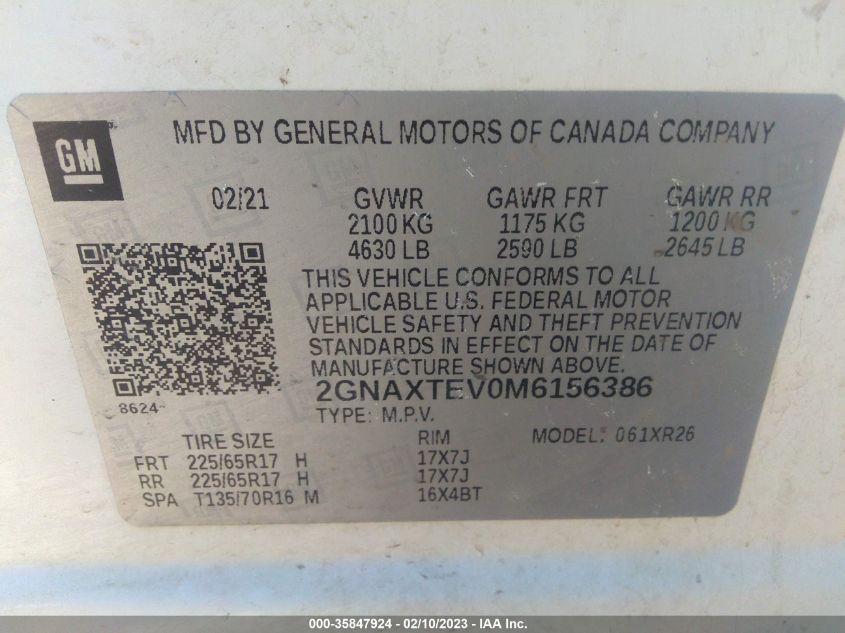 GM
MFD BY GENERAL MOTORS OF CANADA COMPANY
02/21 GVWR GAWR FRT GAWR RR
2100 KG 1175 KG 1200 KG
4630 LB 2590 LB 2645 LB
THIS VEHICLE CONFORMS TO ALL
APPLICABLE U.S. FEDERAL MOTOR
VEHICLE SAFETY AND THEFT PREVENTION
STANDARDS IN EFFECT ON THE DATE OF
MANUFACTURE SHOWN ABOVE.
2GNAXTEV0M6156386
8624
TYPE: M.P.V.
TIRE SIZE RIM MODEL: 061XR26
FRT 225/65R17 H 17X7J
RR 225/65R17 H 17X7J
SPA T135/70R16 M 16X4BT
000-35847924 - 02/10/2023 - IAA Inc.